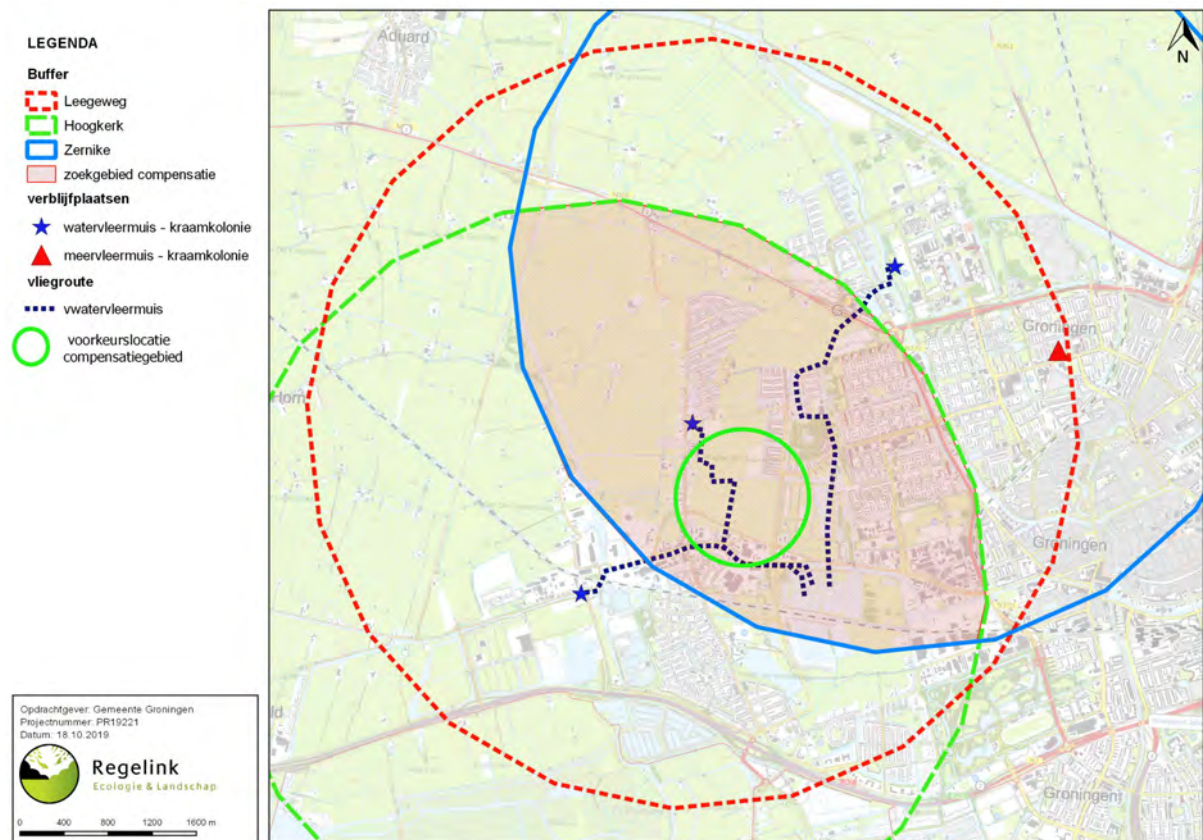 LEGENDA
Buffer
Leegeweg
Hoogkerk
Zernike
zoekgebied compensatie
verblijfplaatsen
watervleermuis - kraamkolonie
meervleermuis - kraamkolonie
vliegroute
vwatervleermuis
voorkeurslocatie
compensatiegebied
Opdrachtgever: Gemeente Groningen
Projectnummer: PR19221
Datum: 18.10.2019
Regelink
Ecologie & Landschap
0 400 800 1200 1600 m
N
Aduard
Groningen
Horn
Groningen
Groningen